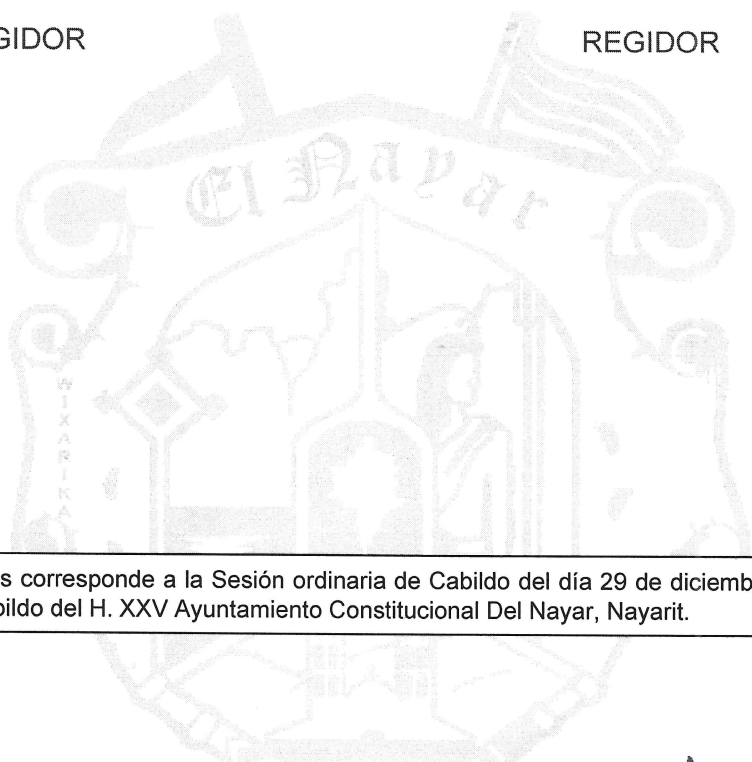 GIDOR REGIDOR
El Nayar
WIXARIKA
s corresponde a la Sesión ordinaria de Cabildo del día 29 de diciemb
bildo del H. XXV Ayuntamiento Constitucional Del Nayar, Nayarit.